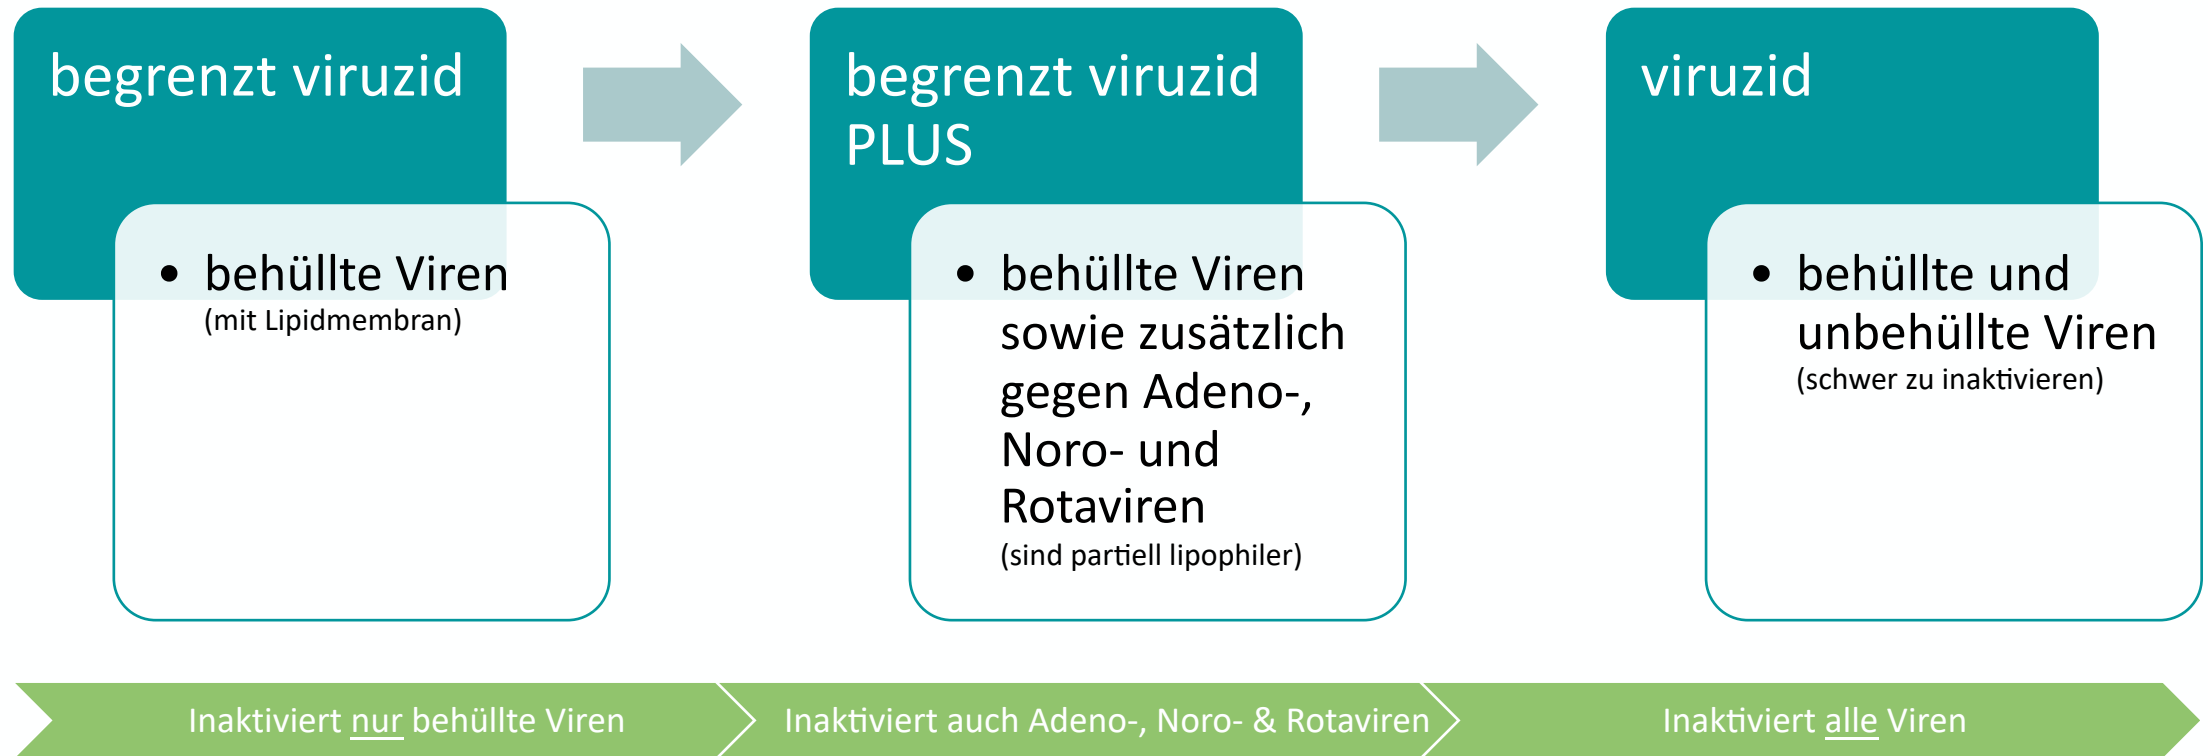 begrenzt viruzid
• behüllte Viren
(mit Lipidmembran)
begrenzt viruzid
PLUS
• behüllte Viren
sowie zusätzlich
gegen Adeno-,
Noro- und
Rotaviren
(sind partiell lipophiler)
viruzid
• behüllte und
unbehüllte Viren
(schwer zu inaktivieren)
Inaktiviert nur behüllte Viren
Inaktiviert auch Adeno-, Noro- & Rotaviren
Inaktiviert alle Viren